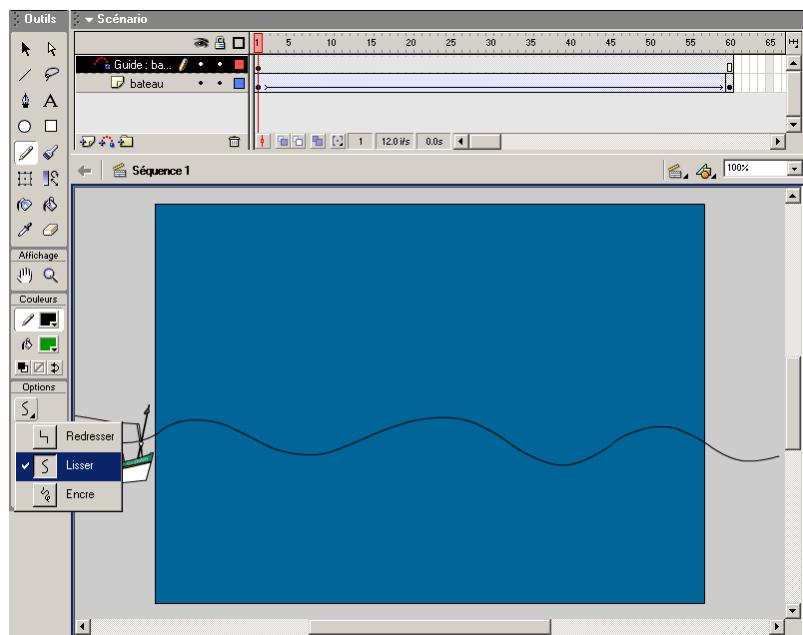 Outils
Scénario
1 5 10 15 20 25 30 35 40 45 50 55 60 65
Guide : ba...
bateau
1 12.0 i/s 0.0s
Séquence 1
100%
A
Affichage
Couleurs
Options
Redresser
Lisser
Encre